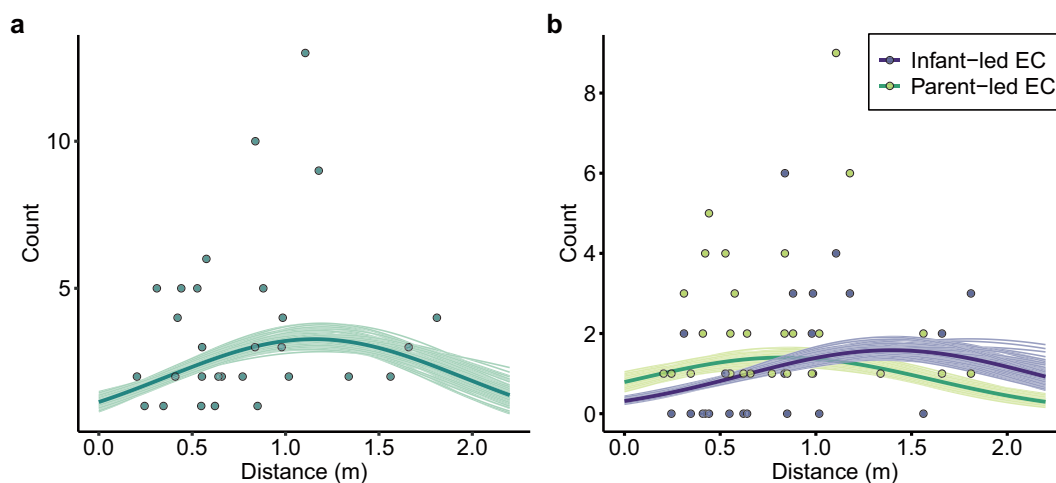 a
b
Infant-led EC
Parent-led EC
Count
10
5
0.0 0.5 1.0 1.5 2.0
Distance (m)
Count
8
6
4
2
0
0.0 0.5 1.0 1.5 2.0
Distance (m)